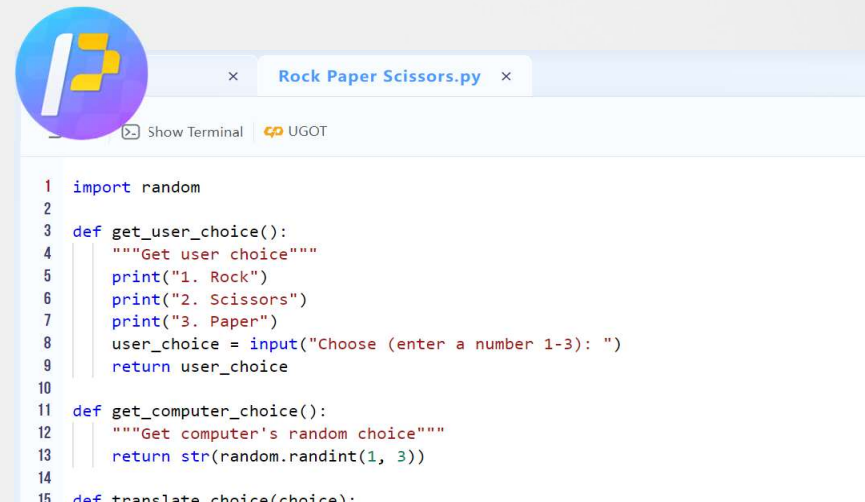 × Rock Paper Scissors.py ×
Show Terminal UGOT
1 import random
2
3 def get_user_choice():
4 """Get user choice"""
5 print("1. Rock")
6 print("2. Scissors")
7 print("3. Paper")
8 user_choice = input("Choose (enter a number 1-3): ")
9 return user_choice
10
11 def get_computer_choice():
12 """Get computer's random choice"""
13 return str(random.randint(1, 3))
14
15 def translate_choice(choice):